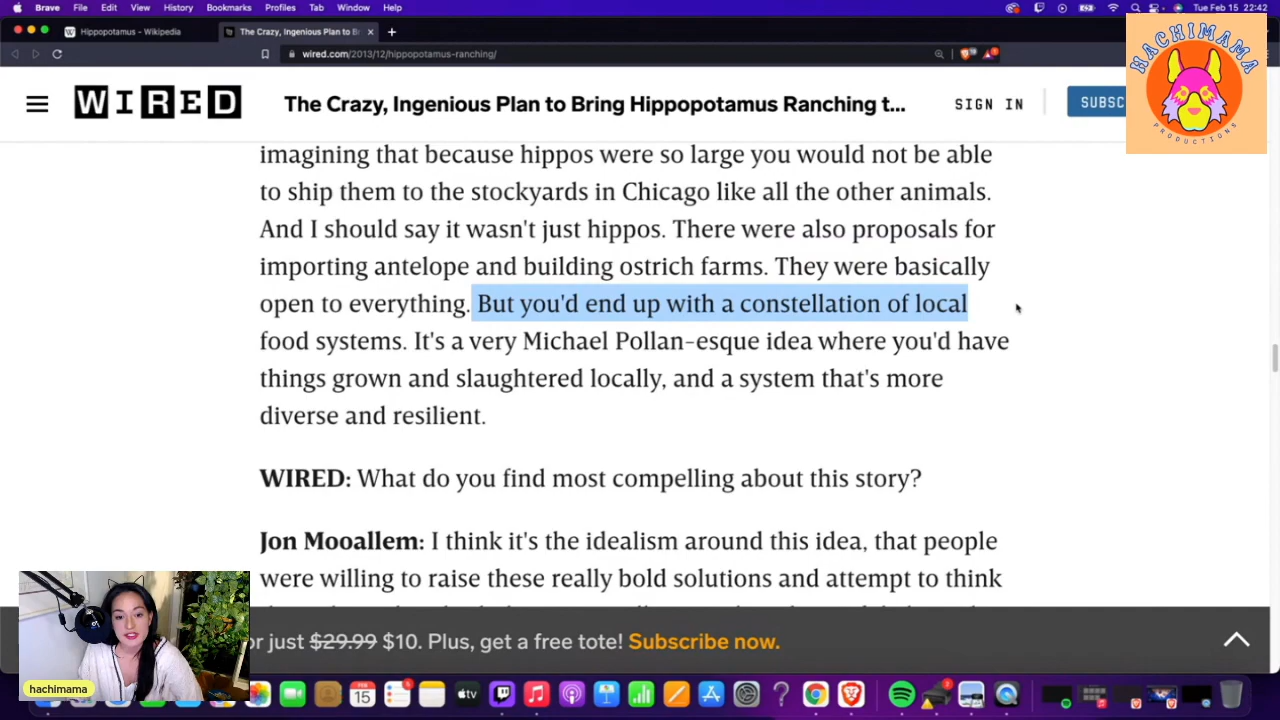 Brave File Edit View History Bookmarks Profiles Tab Window Help
Tue Feb 15 22:42
Hippopotamus - Wikipedia
The Crazy, Ingenious Plan to Br
wired.com/2013/12/hippopotamus-ranching/
WIRED
The Crazy, Ingenious Plan to Bring Hippopotamus Ranching t...
SIGN IN
SUBSC
HACHIMAMA
PRODUCTIONS
imagining that because hippos were so large you would not be able
to ship them to the stockyards in Chicago like all the other animals.
And I should say it wasn't just hippos. There were also proposals for
importing antelope and building ostrich farms. They were basically
open to everything. But you'd end up with a constellation of local
food systems. It's a very Michael Pollan-esque idea where you'd have
things grown and slaughtered locally, and a system that's more
diverse and resilient.
WIRED: What do you find most compelling about this story?
Jon Mooallem: I think it's the idealism around this idea, that people
were willing to raise these really bold solutions and attempt to think
or just $29.99 $10. Plus, get a free tote! Subscribe now.
hachimama
FEB
15
tv